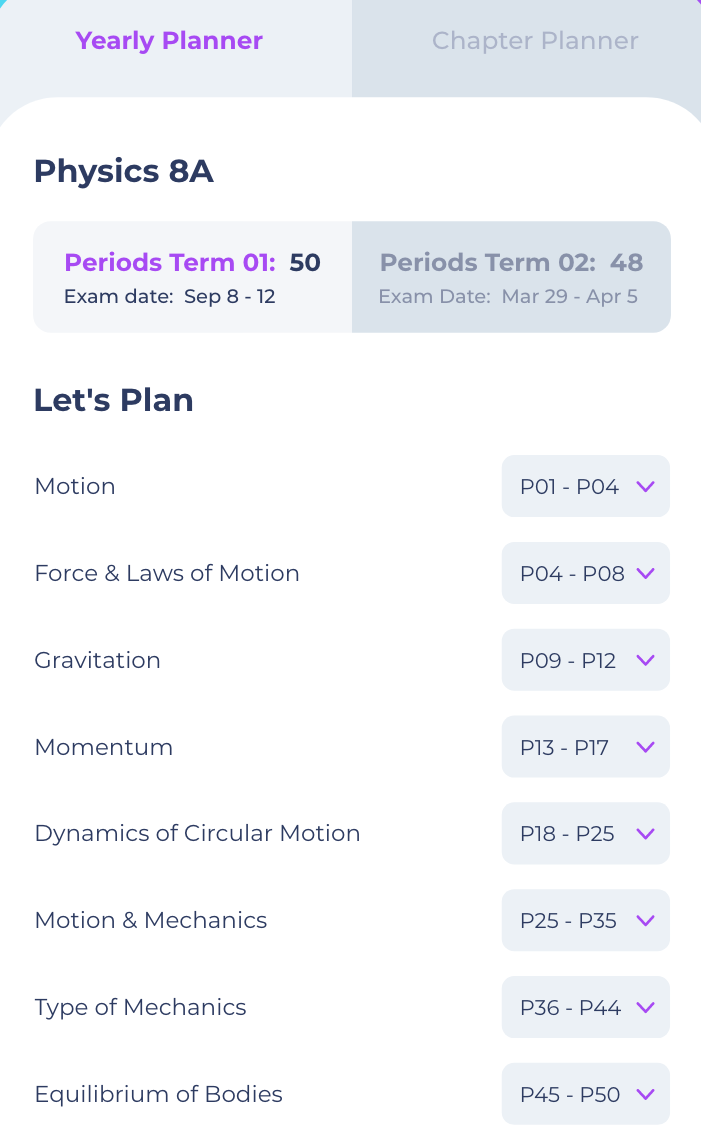 Yearly Planner Chapter Planner
Physics 8A
Periods Term 01: 50 Periods Term 02: 48
Exam date: Sep 8 - 12 Exam Date: Mar 29 - Apr 5
Let's Plan
Motion P01 - P04
Force & Laws of Motion P04 - P08
Gravitation P09 - P12
Momentum P13 - P17
Dynamics of Circular Motion P18 - P25
Motion & Mechanics P25 - P35
Type of Mechanics P36 - P44
Equilibrium of Bodies P45 - P50